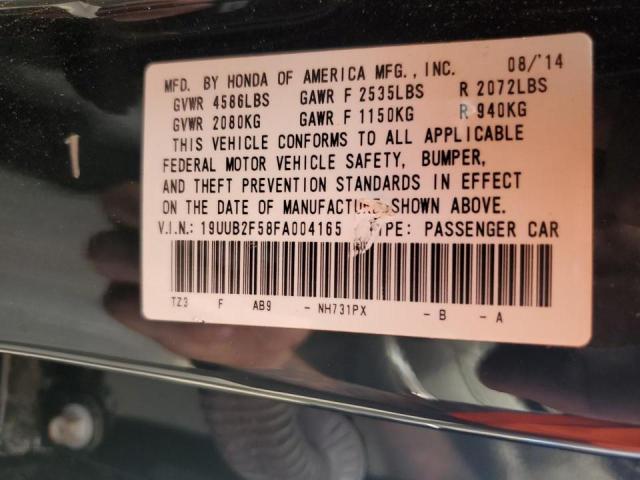 MFD. BY HONDA OF AMERICA MFG., INC. 08/'14
GVWR 4586LBS GAWR F 2535LBS R 2072LBS
GVWR 2080KG GAWR F 1150KG R 940KG
THIS VEHICLE CONFORMS TO ALL APPLICABLE
FEDERAL MOTOR VEHICLE SAFETY, BUMPER,
AND THEFT PREVENTION STANDARDS IN EFFECT
ON THE DATE OF MANUFACTURE SHOWN ABOVE.
V.I.N.: 19UUB2F56FA004165 TYPE: PASSENGER CAR
TZ3 F AB9 - NH731PX - B - A
1